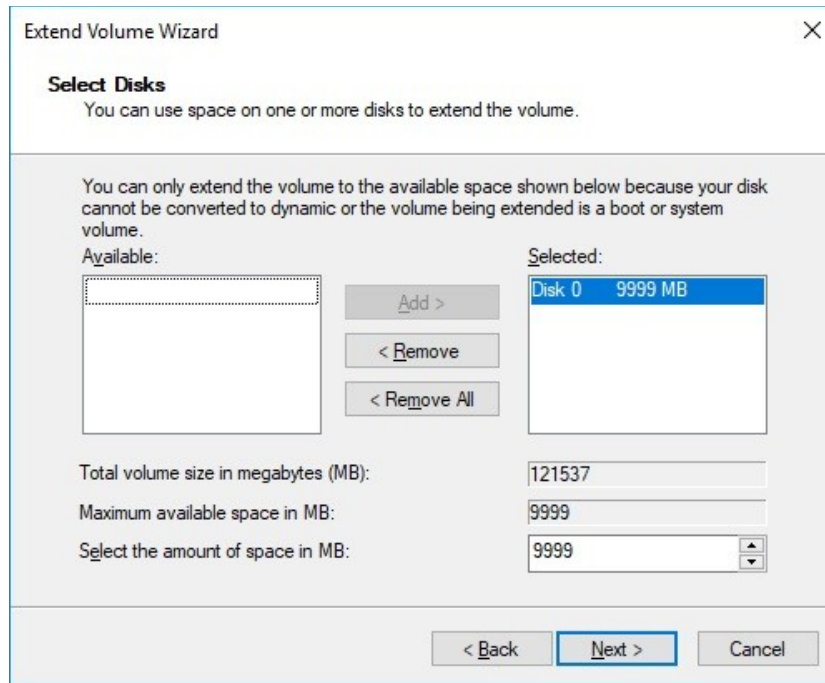 Extend Volume Wizard
Select Disks
You can use space on one or more disks to extend the volume.
You can only extend the volume to the available space shown below because your disk
cannot be converted to dynamic or the volume being extended is a boot or system
volume.
Available:
Selected:
Disk 0 9999 MB
Add >
< Remove
< Remove All
Total volume size in megabytes (MB): 121537
Maximum available space in MB: 9999
Select the amount of space in MB: 9999
< Back Next > Cancel